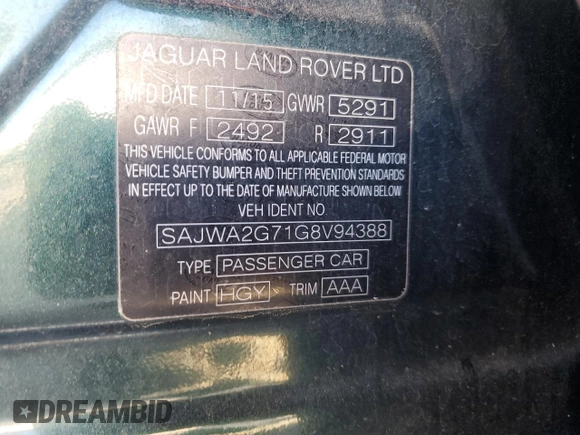 JAGUAR LAND ROVER LTD
MFD DATE 11/15 GVWR 5291
GAWR F 2492 R 2911
THIS VEHICLE CONFORMS TO ALL APPLICABLE FEDERAL MOTOR
VEHICLE SAFETY BUMPER AND THEFT PREVENTION STANDARDS
IN EFFECT UP TO THE DATE OF MANUFACTURE SHOWN BELOW
VEH IDENT NO.
SAJWA2G71G8V94388
TYPE PASSENGER CAR
PAINT HGY TRIM AAA
DREAMBID